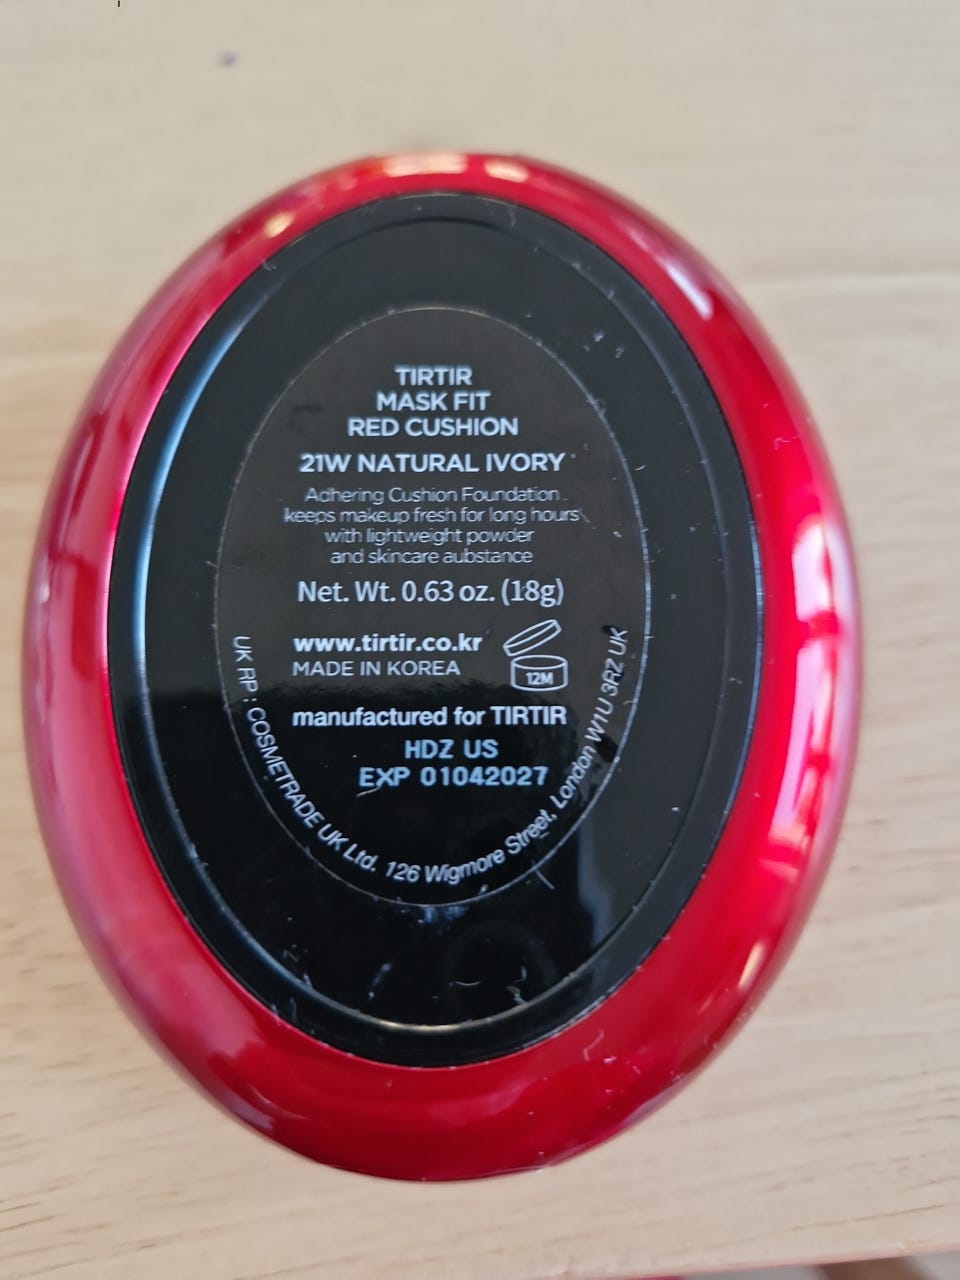 TIRTIR
MASK FIT
RED CUSHION
21W NATURAL IVORY
Adhering Cushion Foundation
keeps makeup fresh for long hours
with lightweight powder
and skincare aubstance
Net. Wt. 0.63 oz. (18g)
www.tirtir.co.kr
MADE IN KOREA
12M
manufactured for TIRTIR
HDZ US
EXP 01042027
UK RP : COSMETRADE UK Ltd. 126 Wigmore Street, London W1U 3RZ UK